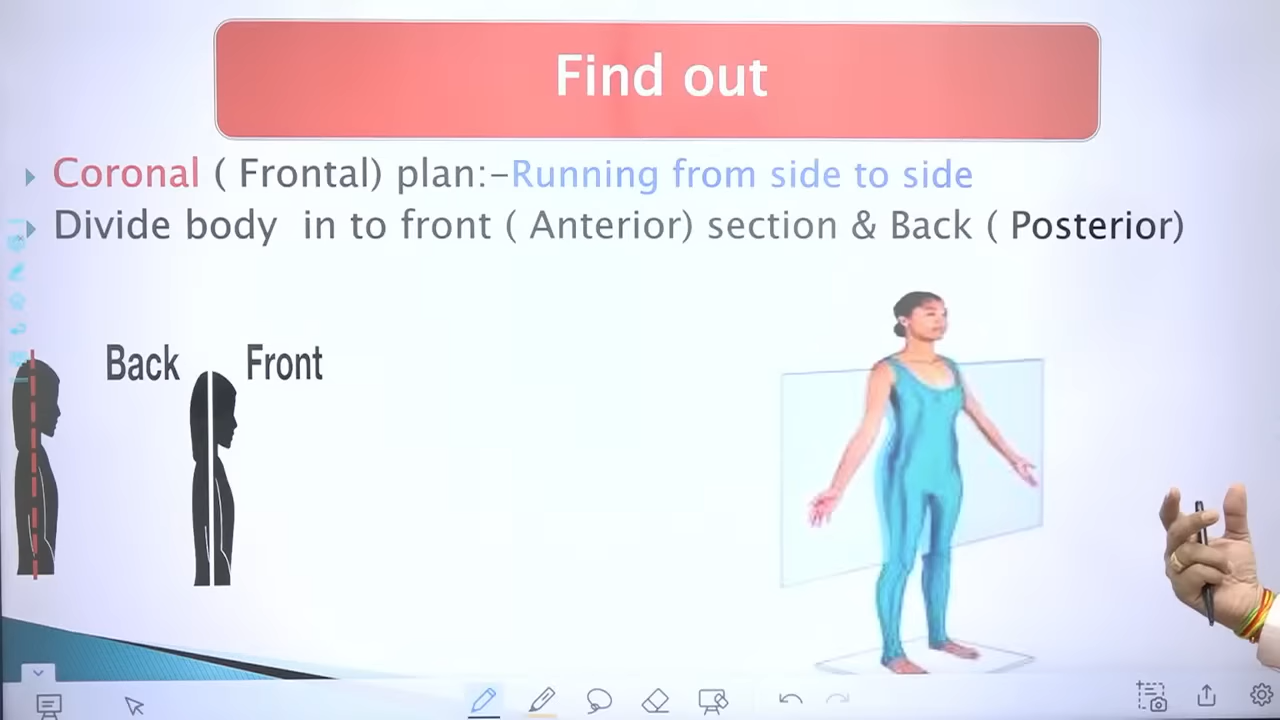 Find out
Coronal ( Frontal) plan:-Running from side to side
Divide body in to front ( Anterior) section & Back ( Posterior)
Back Front